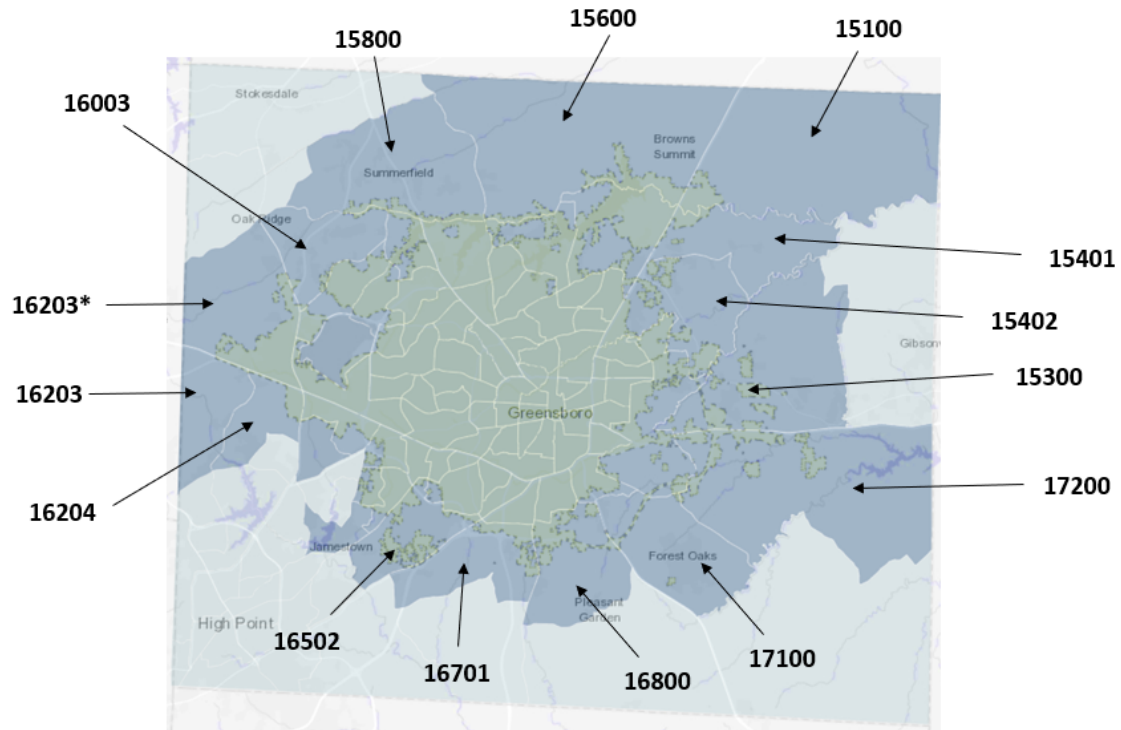 15600
15100
15800
16003
Stokesdale
Browns
Summit
Summerfield
Oak Ridge
15401
16203*
15402
Gibsonv
15300
16203
Greensboro
17200
16204
Jamestown
Forest Oaks
Pleasant
Garden
High Point
16502
16701
16800
17100